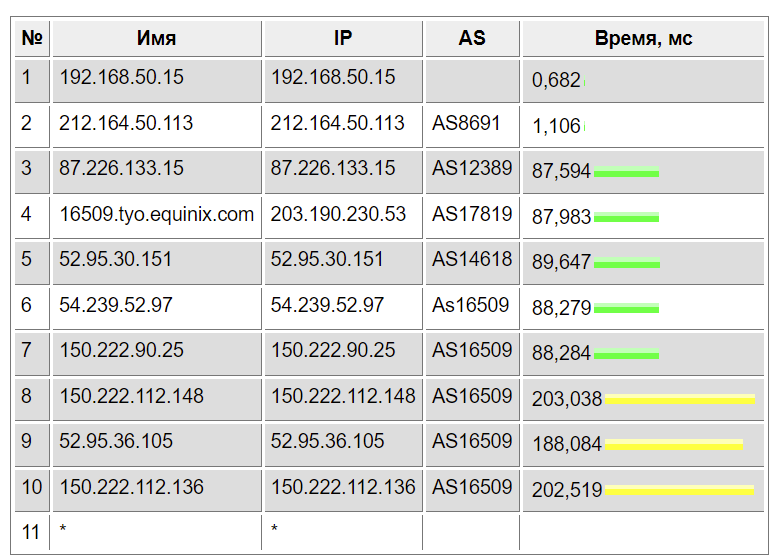 № Имя IP AS Время, мс
1 192.168.50.15 192.168.50.15 0,682
2 212.164.50.113 212.164.50.113 AS8691 1,106
3 87.226.133.15 87.226.133.15 AS12389 87,594
4 16509.tyo.equinix.com 203.190.230.53 AS17819 87,983
5 52.95.30.151 52.95.30.151 AS14618 89,647
6 54.239.52.97 54.239.52.97 As16509 88,279
7 150.222.90.25 150.222.90.25 AS16509 88,284
8 150.222.112.148 150.222.112.148 AS16509 203,038
9 52.95.36.105 52.95.36.105 AS16509 188,084
10 150.222.112.136 150.222.112.136 AS16509 202,519
11 * *